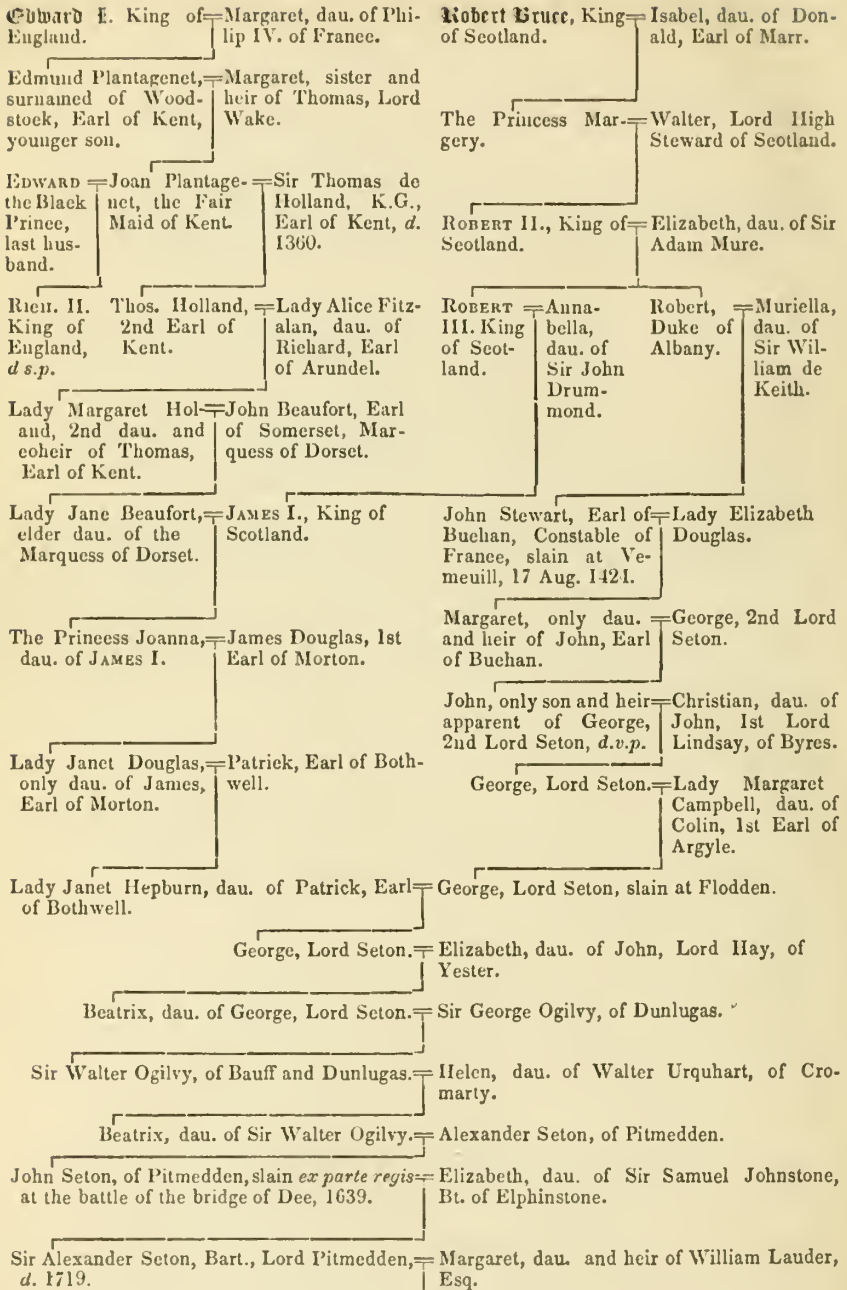 Edward I. King of England.
Margaret, dau. of Philip IV. of France.
Robert Bruce, King of Scotland.
Isabel, dau. of Donald, Earl of Marr.
Edmund Plantagenet, surnamed of Woodstock, Earl of Kent, younger son.
Margaret, sister and heir of Thomas, Lord Wake.
The Princess Margery.
Walter, Lord High Steward of Scotland.
EDWARD the Black Prince, last husband.
Joan Plantagenet, the Fair Maid of Kent.
Sir Thomas de Holland, K.G., Earl of Kent, d. 1360.
ROBERT II., King of Scotland.
Elizabeth, dau. of Sir Adam Mure.
RICH. II. King of England, d s.p.
Thos. Holland, 2nd Earl of Kent.
Lady Alice Fitzalan, dau. of Richard, Earl of Arundel.
ROBERT III. King of Scotland.
Annabella, dau. of Sir John Drummond.
Robert, Duke of Albany.
Muriella, dau. of Sir William de Keith.
Lady Margaret Holand, 2nd dau. and coheir of Thomas, Earl of Kent.
John Beaufort, Earl of Somerset, Marquess of Dorset.
Lady Jane Beaufort, elder dau. of the Marquess of Dorset.
JAMES I., King of Scotland.
John Stewart, Earl of Buchan, Constable of France, slain at Vemeuill, 17 Aug. 1424.
Lady Elizabeth Douglas.
The Princess Joanna, dau. of JAMES I.
James Douglas, 1st Earl of Morton.
Margaret, only dau. and heir of John, Earl of Buchan.
George, 2nd Lord Seton.
John, only son and heir apparent of George, 2nd Lord Seton, d.v.p.
Christian, dau. of John, 1st Lord Lindsay, of Byres.
Lady Janet Douglas, only dau. of James, Earl of Morton.
Patrick, Earl of Bothwell.
George, Lord Seton.
Lady Margaret Campbell, dau. of Colin, 1st Earl of Argyle.
Lady Janet Hepburn, dau. of Patrick, Earl of Bothwell.
George, Lord Seton, slain at Flodden.
George, Lord Seton.
Elizabeth, dau. of John, Lord Hay, of Yester.
Beatrix, dau. of George, Lord Seton.
Sir George Ogilvy, of Dunlugas.
Sir Walter Ogilvy, of Bauff and Dunlugas.
Helen, dau. of Walter Urquhart, of Cromarty.
Beatrix, dau. of Sir Walter Ogilvy.
Alexander Seton, of Pitmedden.
John Seton, of Pitmedden, slain ex parte regis at the battle of the bridge of Dee, 1639.
Elizabeth, dau. of Sir Samuel Johnstone, Bt. of Elphinstone.
Sir Alexander Seton, Bart., Lord Pitmedden, d. 1719.
Margaret, dau. and heir of William Lauder, Esq.